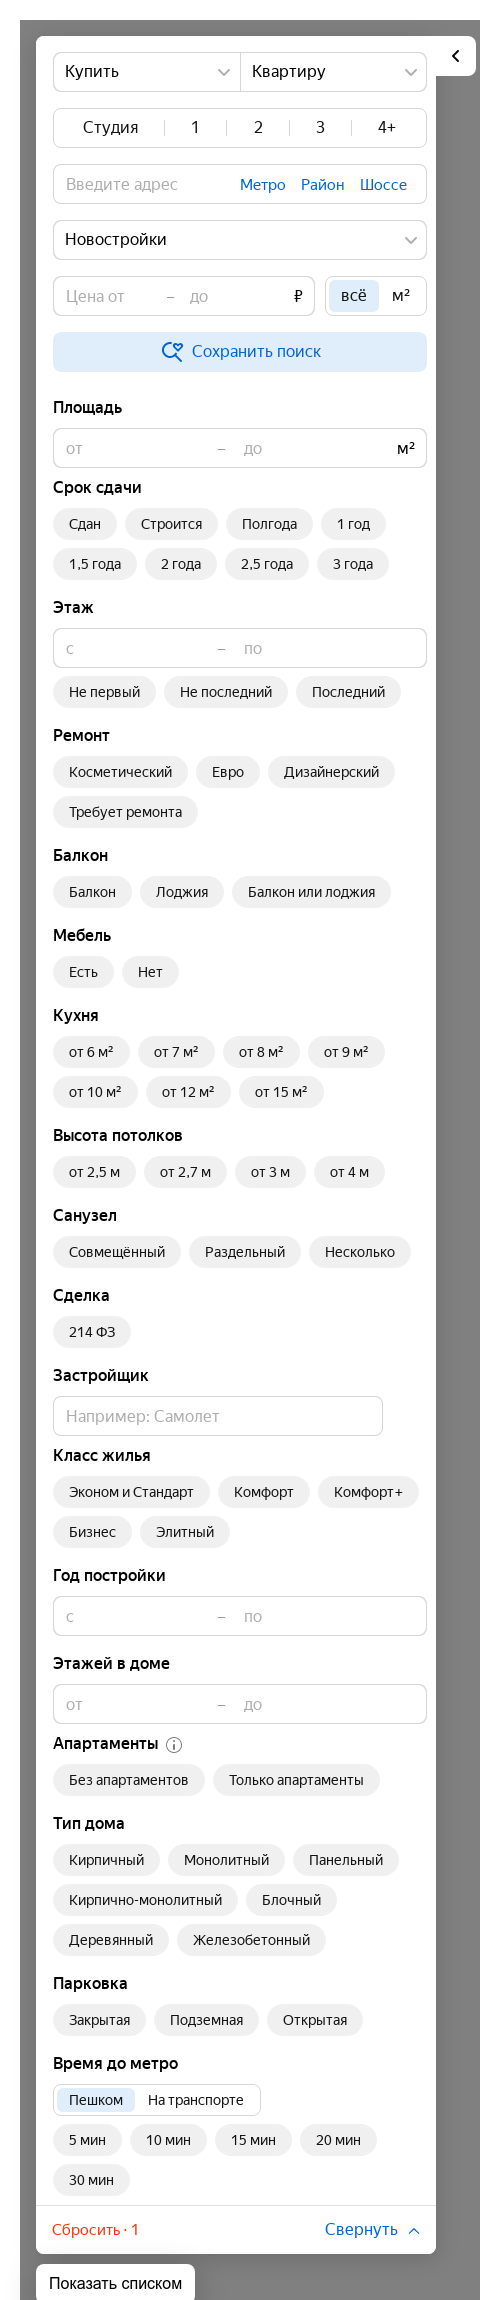 Купить Квартиру
Студия 1 2 3 4+
Введите адрес Метро Район Шоссе
Новостройки
Цена от – до ₽ всё м²
Сохранить поиск
Площадь
от – до м²
Срок сдачи
Сдан Строится Полгода 1 год
1,5 года 2 года 2,5 года 3 года
Этаж
с – по
Не первый Не последний Последний
Ремонт
Косметический Евро Дизайнерский
Требует ремонта
Балкон
Балкон Лоджия Балкон или лоджия
Мебель
Есть Нет
Кухня
от 6 м² от 7 м² от 8 м² от 9 м²
от 10 м² от 12 м² от 15 м²
Высота потолков
от 2,5 м от 2,7 м от 3 м от 4 м
Санузел
Совмещённый Раздельный Несколько
Сделка
214 ФЗ
Застройщик
Например: Самолет
Класс жилья
Эконом и Стандарт Комфорт Комфорт+
Бизнес Элитный
Год постройки
с – по
Этажей в доме
от – до
Апартаменты
Без апартаментов Только апартаменты
Тип дома
Кирпичный Монолитный Панельный
Кирпично-монолитный Блочный
Деревянный Железобетонный
Парковка
Закрытая Подземная Открытая
Время до метро
Пешком На транспорте
5 мин 10 мин 15 мин 20 мин
30 мин
Сбросить · 1 Свернуть
Показать списком